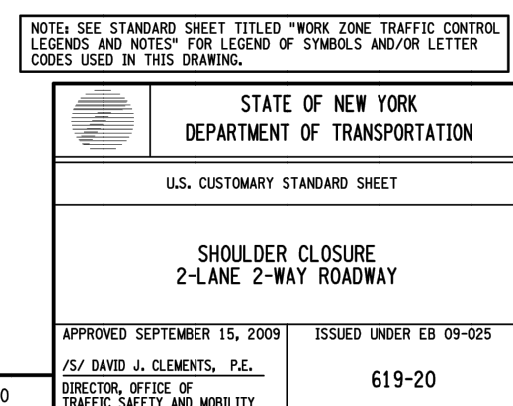 NOTE: SEE STANDARD SHEET TITLED "WORK ZONE TRAFFIC CONTROL
LEGENDS AND NOTES" FOR LEGEND OF SYMBOLS AND/OR LETTER
CODES USED IN THIS DRAWING.
STATE OF NEW YORK
DEPARTMENT OF TRANSPORTATION
U.S. CUSTOMARY STANDARD SHEET
SHOULDER CLOSURE
2-LANE 2-WAY ROADWAY
APPROVED SEPTEMBER 15, 2009
/S/ DAVID J. CLEMENTS, P.E.
DIRECTOR, OFFICE OF
TRAFFIC SAFETY AND MOBILITY
ISSUED UNDER EB 09-025
619-20
0